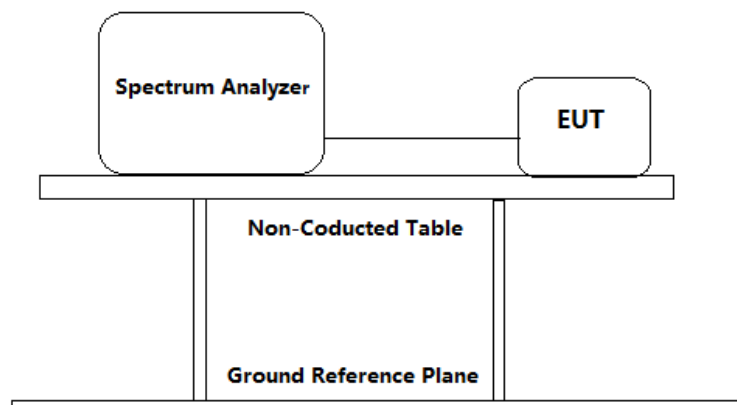 Spectrum Analyzer
EUT
Non-Coducted Table
Ground Reference Plane